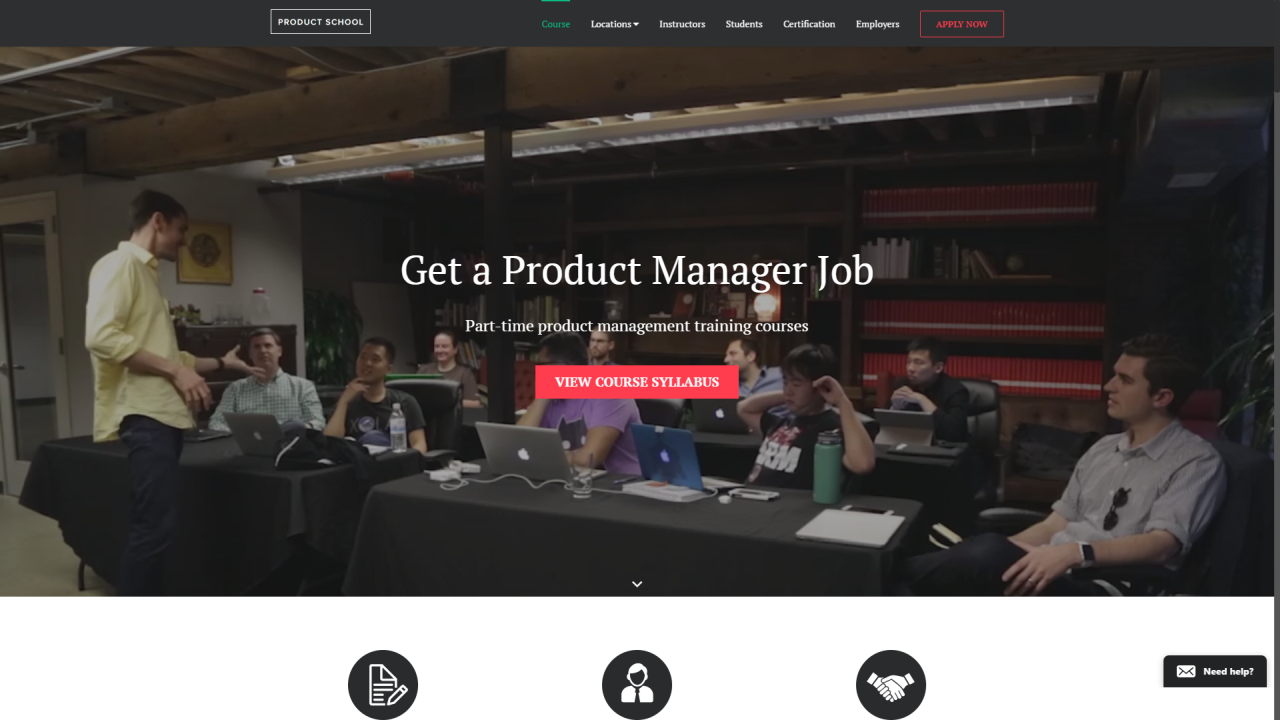 PRODUCT SCHOOL
Course
Locations
Instructors
Students
Certification
Employers
APPLY NOW
Get a Product Manager Job
Part-time product management training courses
VIEW COURSE SYLLABUS
Need help?